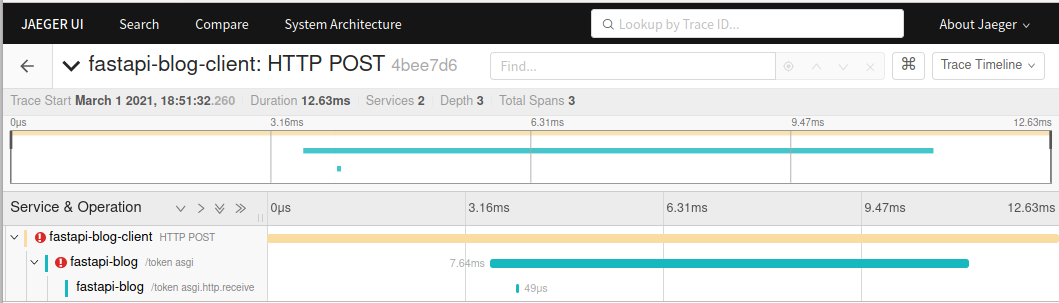 JAEGER UI Search Compare System Architecture Lookup by Trace ID... About Jaeger
fastapi-blog-client: HTTP POST 4bee7d6 Find... ⌘ Trace Timeline
Trace Start March 1 2021, 18:51:32.260 Duration 12.63ms Services 2 Depth 3 Total Spans 3
0μs 3.16ms 6.31ms 9.47ms 12.63ms
Service & Operation 0μs 3.16ms 6.31ms 9.47ms 12.63ms
fastapi-blog-client HTTP POST
fastapi-blog /token asgi 7.64ms
fastapi-blog /token asgi.http.receive 49μs